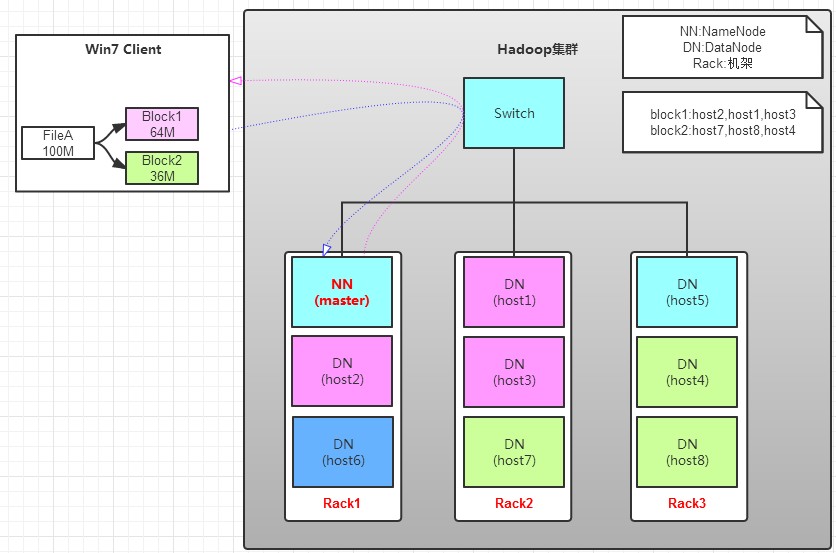 Win7 Client
FileA
100M
Block1
64M
Block2
36M
Hadoop集群
NN:NameNode
DN:DataNode
Rack:机架
block1:host2,host1,host3
block2:host7,host8,host4
Switch
NN
(master)
DN
(host2)
DN
(host6)
Rack1
DN
(host1)
DN
(host3)
DN
(host7)
Rack2
DN
(host5)
DN
(host4)
DN
(host8)
Rack3